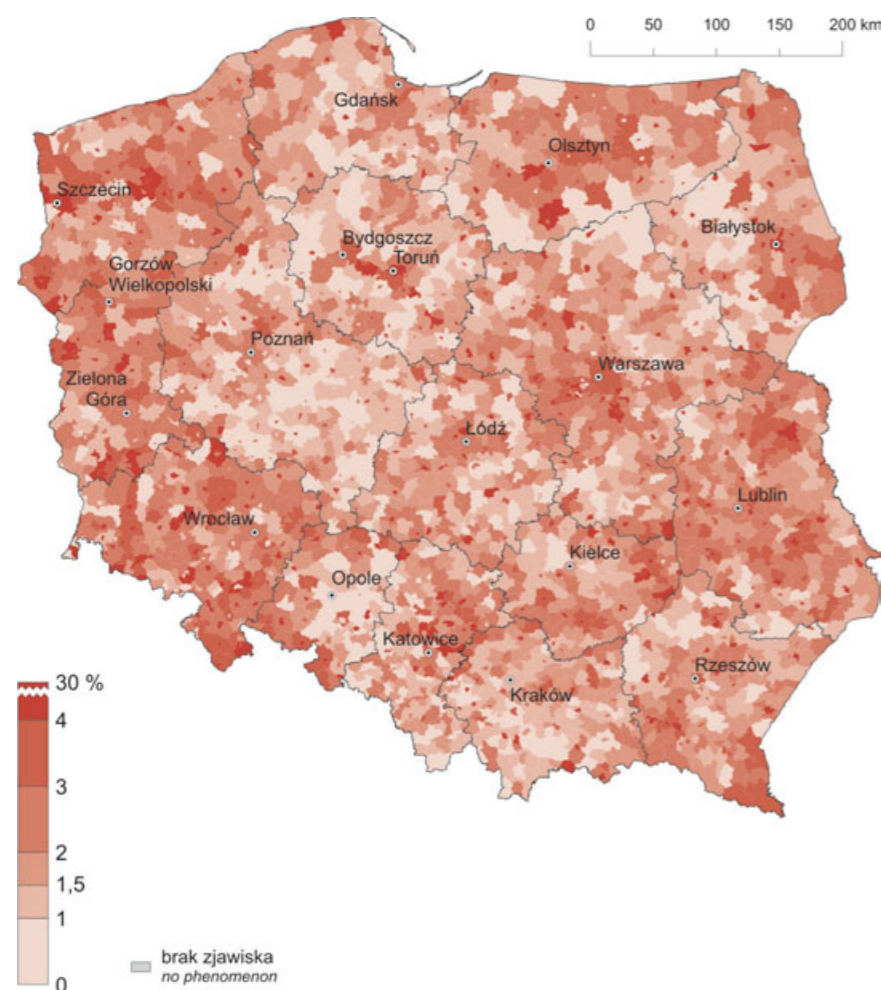 0 50 100 150 200 km
Gdańsk
Olsztyn
Szczecin
Białystok
Bydgoszcz
Toruń
Gorzów
Wielkopolski
Poznań
Warszawa
Zielona
Góra
Łódź
Lublin
Wrocław
Kielce
Opole
Katowice
Rzeszów
Kraków
30 %
4
3
2
1,5
1
0
brak zjawiska
no phenomenon